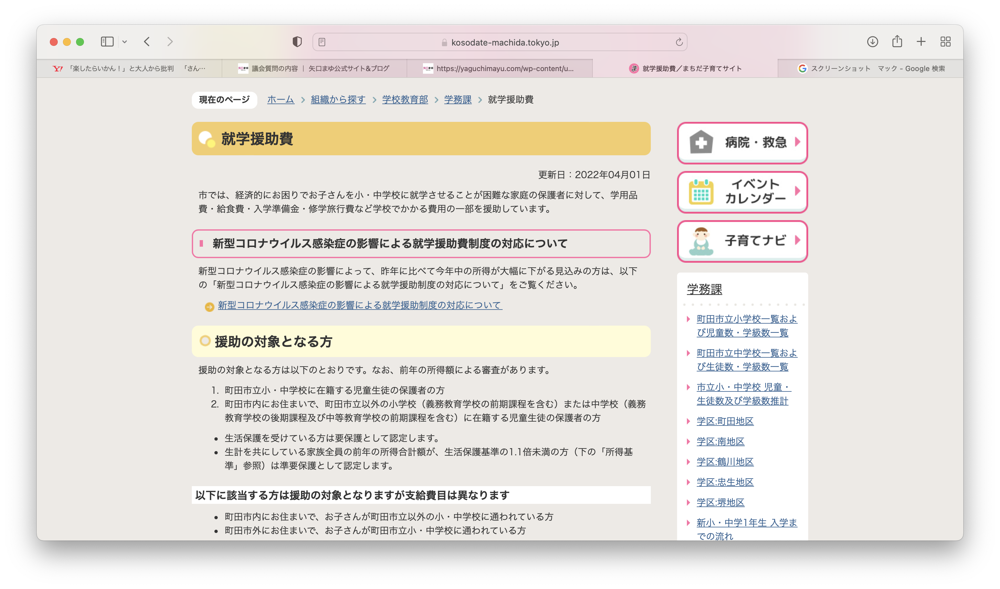 kosodate-machida.tokyo.jp
「楽したらいかん！」と大人から批判　「さん…
議会質問の内容 | 矢口まゆ公式サイト&ブログ
https://yaguchimayu.com/wp-content/u...
就学援助費／まちだ子育てサイト
スクリーンショット　マック - Google 検索
現在のページ ホーム > 組織から探す > 学校教育部 > 学務課 > 就学援助費
就学援助費
更新日：2022年04月01日
市では、経済的にお困りでお子さんを小・中学校に就学させることが困難な家庭の保護者に対して、学用品
費・給食費・入学準備金・修学旅行費など学校でかかる費用の一部を援助しています。
新型コロナウイルス感染症の影響による就学援助費制度の対応について
新型コロナウイルス感染症の影響によって、昨年に比べて今年中の所得が大幅に下がる見込みの方は、以下
の「新型コロナウイルス感染症の影響による就学援助制度の対応について」をご覧ください。
新型コロナウイルス感染症の影響による就学援助制度の対応について
援助の対象となる方
援助の対象となる方は以下のとおりです。なお、前年の所得額による審査があります。
1. 町田市立小・中学校に在籍する児童生徒の保護者の方
2. 町田市内にお住まいで、町田市立以外の小学校（義務教育学校の前期課程を含む）または中学校（義務
教育学校の後期課程及び中等教育学校の前期課程を含む）に在籍する児童生徒の保護者の方
• 生活保護を受けている方は要保護として認定します。
• 生計を共にしている家族全員の前年の所得合計額が、生活保護基準の1.1倍未満の方（下の「所得基
準」参照）は準要保護として認定します。
以下に該当する方は援助の対象となりますが支給費目は異なります
• 町田市内にお住まいで、お子さんが町田市立以外の小・中学校に通われている方
• 町田市外にお住まいで、お子さんが町田市立小・中学校に通われている方
病院・救急
イベント
カレンダー
子育てナビ
学務課
町田市立小学校一覧およ
び児童数・学級数一覧
町田市立中学校一覧およ
び生徒数・学級数一覧
市立小・中学校 児童・
生徒数及び学級数推計
学区:町田地区
学区:南地区
学区:鶴川地区
学区:忠生地区
学区:堺地区
新小・中学1年生 入学ま
での流れ